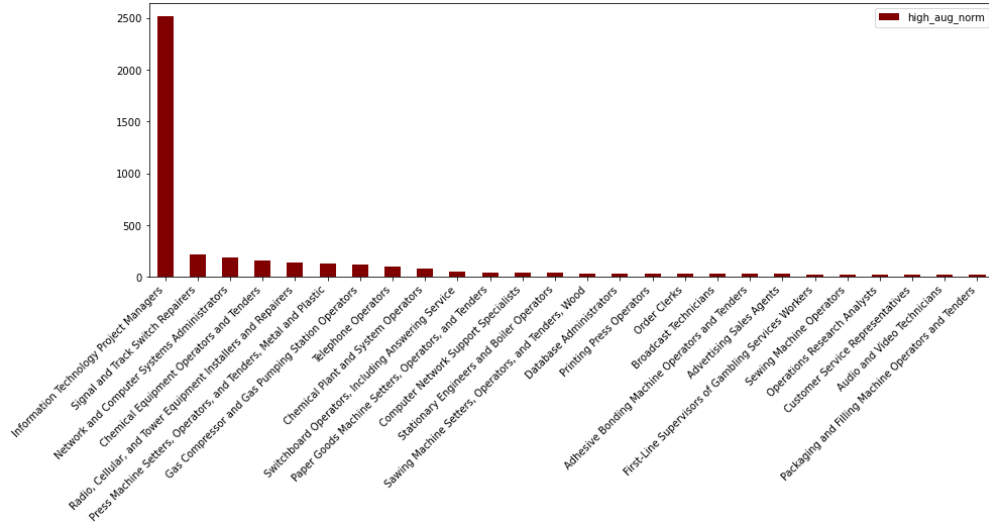 high_aug_norm
2500
2000
1500
1000
500
0
Information Technology Project Managers
Signal and Track Switch Repairers
Network and Computer Systems Administrators
Chemical Equipment Operators and Tenders
Radio, Cellular, and Tower Equipment Installers and Repairers
Press Machine Setters, Operators, and Tenders, Metal and Plastic
Gas Compressor and Gas Pumping Station Operators
Telephone Operators
Chemical Plant and System Operators
Switchboard Operators, Including Answering Service
Paper Goods Machine Setters, Operators, and Tenders
Computer Network Support Specialists
Stationary Engineers and Boiler Operators
Sawing Machine Setters, Operators, and Tenders, Wood
Database Administrators
Printing Press Operators
Order Clerks
Broadcast Technicians
Adhesive Bonding Machine Operators and Tenders
Advertising Sales Agents
First-Line Supervisors of Gambling Services Workers
Sewing Machine Operators
Operations Research Analysts
Customer Service Representatives
Audio and Video Technicians
Packaging and Filling Machine Operators and Tenders